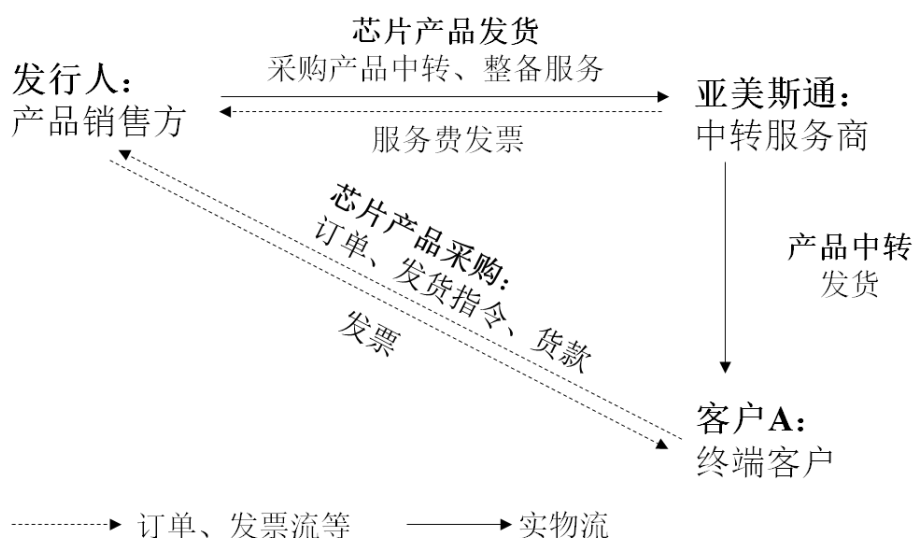 芯片产品发货
采购产品中转、整备服务
发行人：
产品销售方
亚美斯通：
中转服务商
服务费发票
芯片产品采购：
订单、发货指令、货款
发票
产品中转
发货
客户A：
终端客户
订单、发票流等
实物流